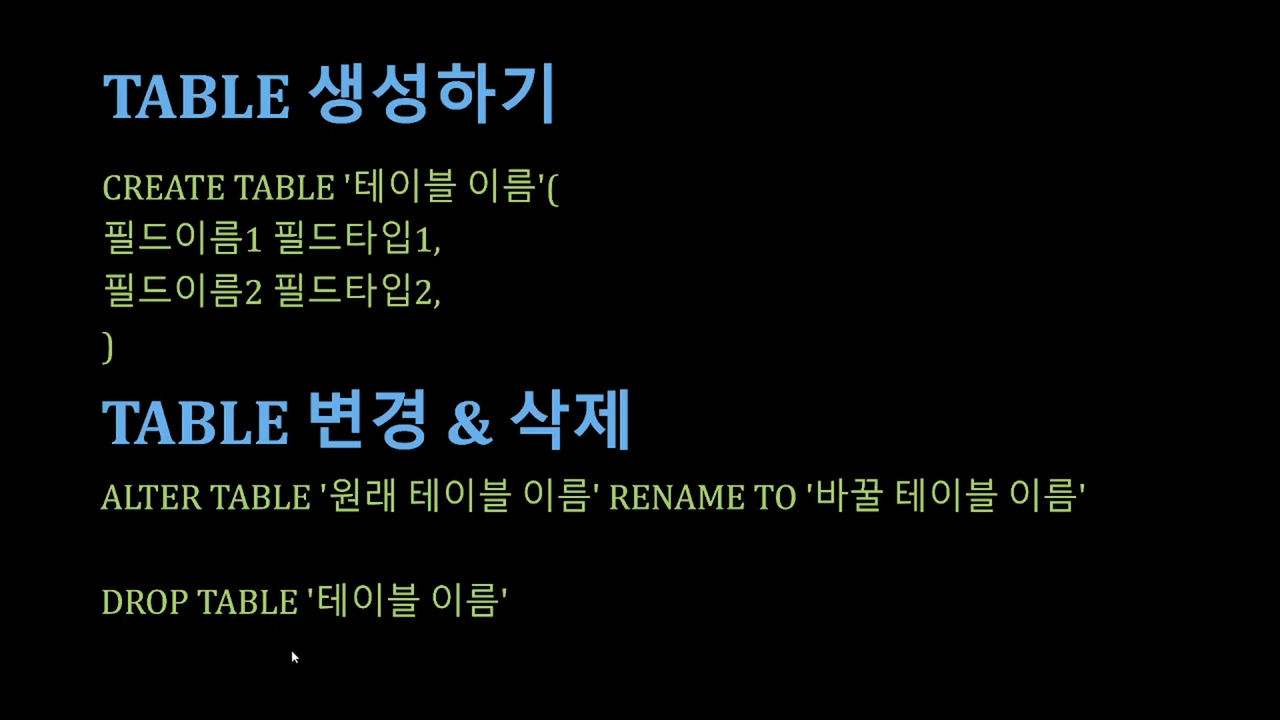 TABLE 생성하기
CREATE TABLE '테이블 이름'(
필드이름1 필드타입1,
필드이름2 필드타입2,
)
TABLE 변경 & 삭제
ALTER TABLE '원래 테이블 이름' RENAME TO '바꿀 테이블 이름'
DROP TABLE '테이블 이름'